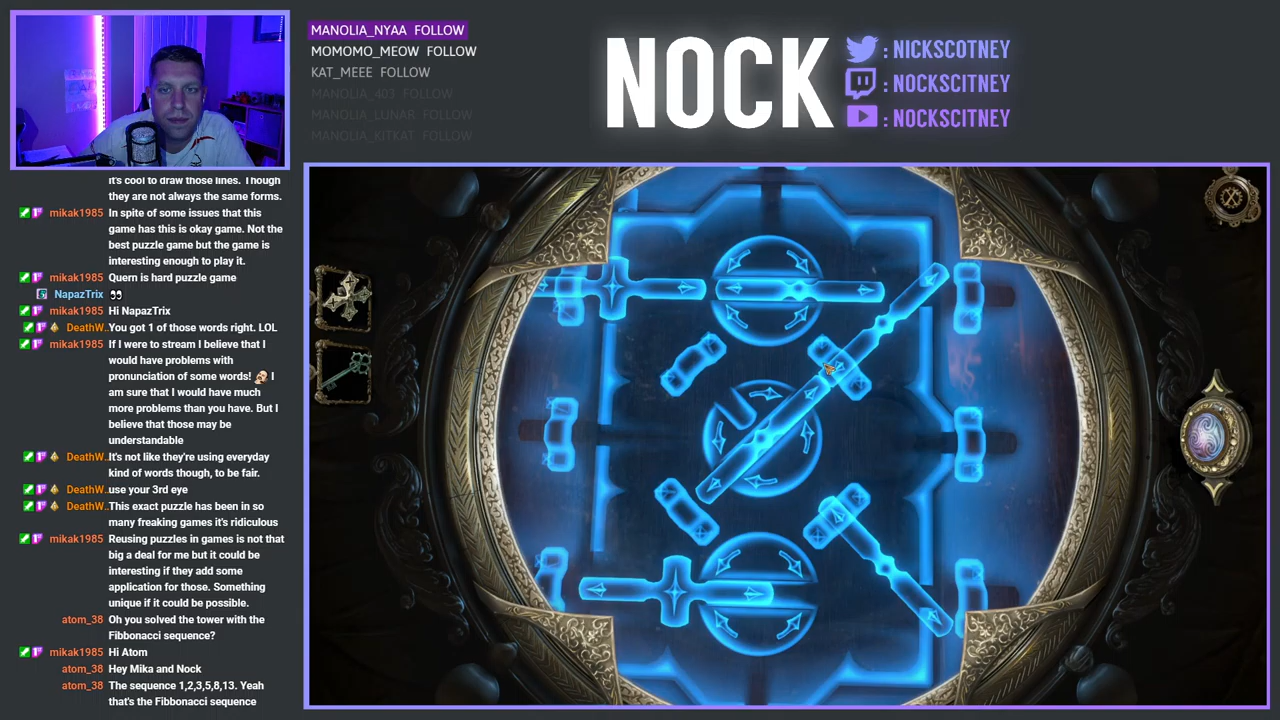 MANOLIA_NYAA FOLLOW
MOMOMO_MEOW FOLLOW
KAT_MEEE FOLLOW
MANOLIA_403 FOLLOW
MANOLIA_LUNAR FOLLOW
MANOLIA_KITKAT FOLLOW
NOCK
: NICKSCOTNEY
: NOCKSCITNEY
: NOCKSCITNEY
it's cool to draw those lines. Though
they are not always the same forms.
mikak1985 In spite of some issues that this
game has this is okay game. Not the
best puzzle game but the game is
interesting enough to play it.
mikak1985 Quern is hard puzzle game
NapazTrix 👀
mikak1985 Hi NapazTrix
DeathW.. You got 1 of those words right. LOL
mikak1985 If I were to stream I believe that I
would have problems with
pronunciation of some words! I
am sure that I would have much
more problems than you have. But I
believe that those may be
understandable
DeathW.. It's not like they're using everyday
kind of words though, to be fair.
DeathW.. use your 3rd eye
DeathW.. This exact puzzle has been in so
many freaking games it's ridiculous
mikak1985 Reusing puzzles in games is not that
big a deal for me but it could be
interesting if they add some
application for those. Something
unique if it could be possible.
atom_38 Oh you solved the tower with the
Fibbonacci sequence?
mikak1985 Hi Atom
atom_38 Hey Mika and Nock
atom_38 The sequence 1,2,3,5,8,13. Yeah
that's the Fibbonacci sequence